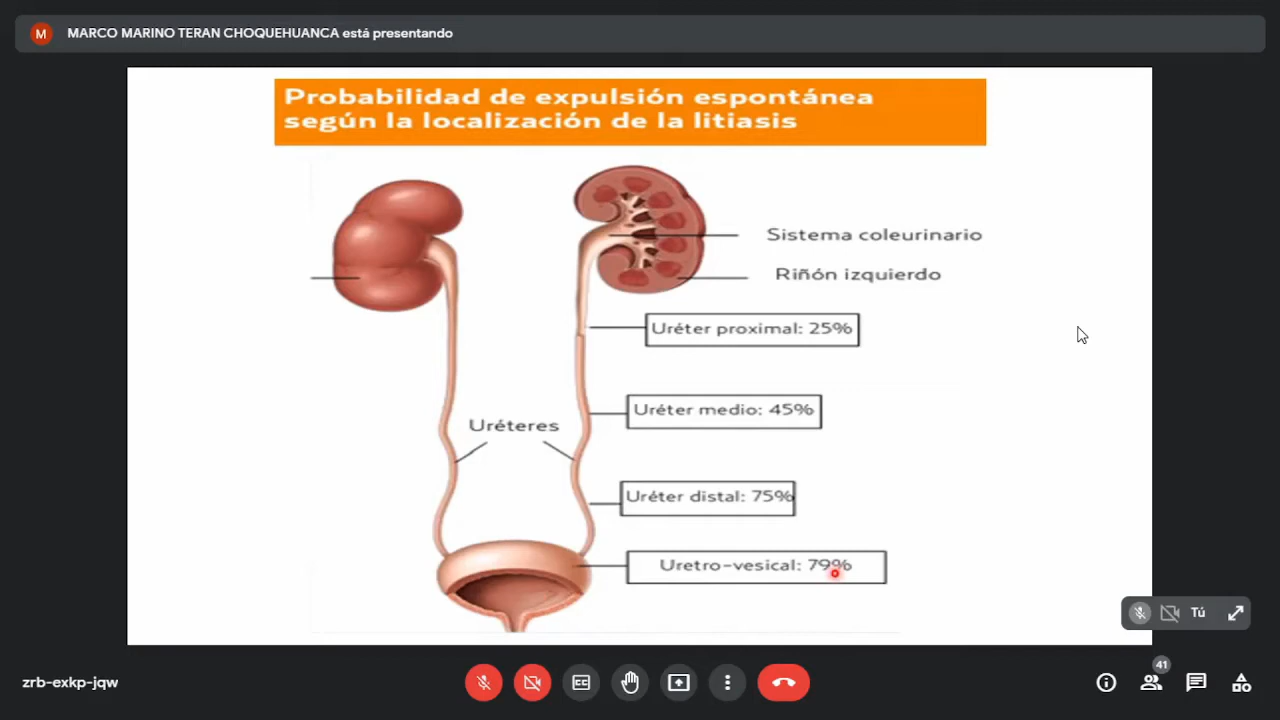 M MARCO MARINO TERAN CHOQUEHUANCA está presentando
Probabilidad de expulsión espontánea
según la localización de la litiasis
Sistema coleurinario
Riñón izquierdo
Uréter proximal: 25%
Uréter medio: 45%
Uréteres
Uréter distal: 75%
Uretro-vesical: 79%
Tú
41
zrb-exkp-jqw
CC